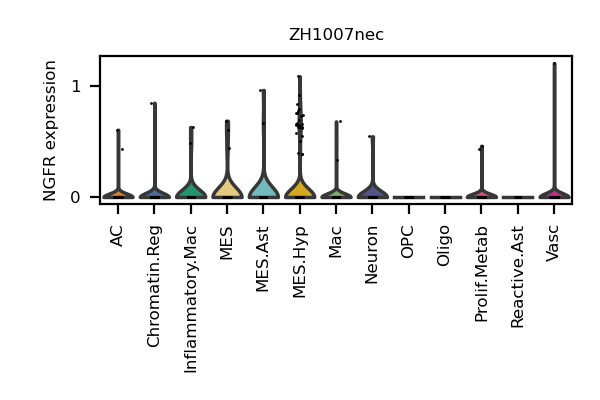 ZH1007nec
NGFR expression
1
0
AC
Chromatin.Reg
Inflammatory.Mac
MES
MES.Ast
MES.Hyp
Mac
Neuron
OPC
Oligo
Prolif.Metab
Reactive.Ast
Vasc